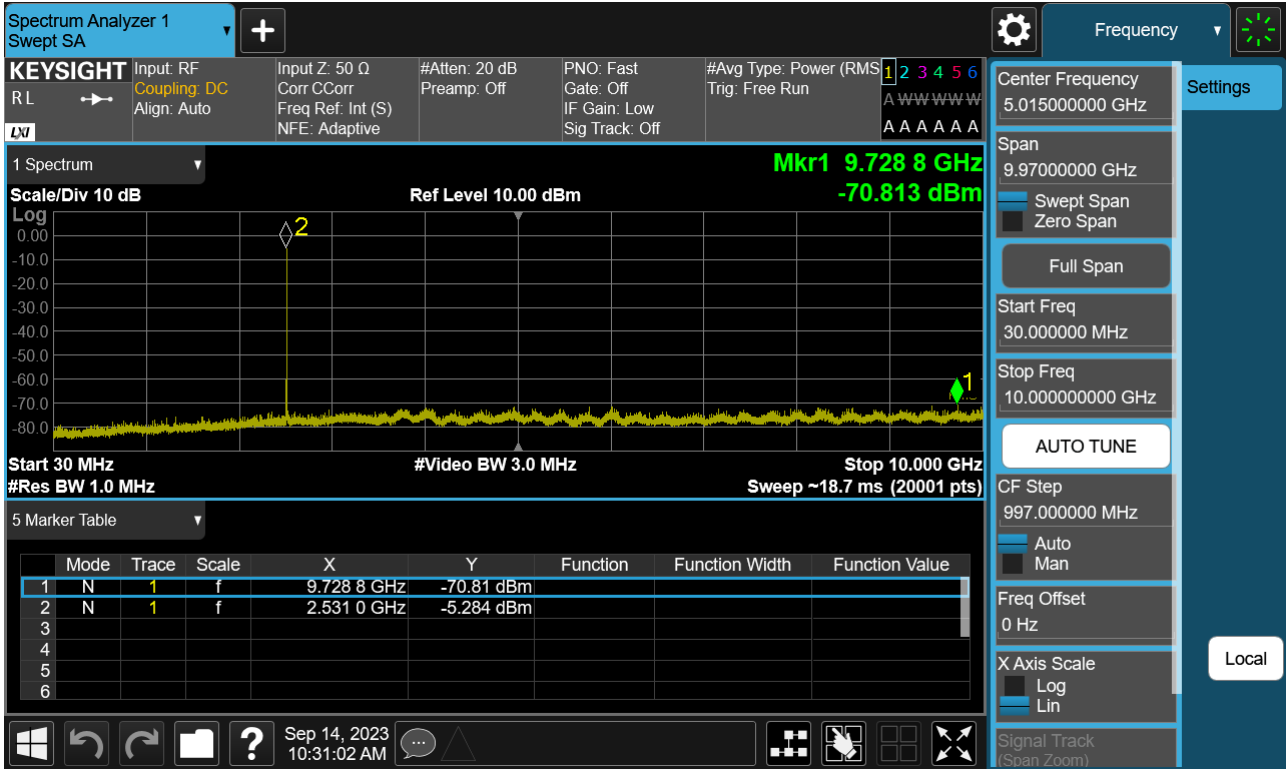 Spectrum Analyzer 1
Swept SA
Frequency
KEYSIGHT
R L
LXI
Input: RF
Coupling: DC
Align: Auto
Input Z: 50 Ω
Corr CCorr
Freq Ref: Int (S)
NFE: Adaptive
#Atten: 20 dB
Preamp: Off
PNO: Fast
Gate: Off
IF Gain: Low
Sig Track: Off
#Avg Type: Power (RMS
Trig: Free Run
1 2 3 4 5 6
A W W W W W
A A A A A A
1 Spectrum
Mkr1 9.728 8 GHz
Scale/Div 10 dB
Ref Level 10.00 dBm
-70.813 dBm
Log
0.00
-10.0
-20.0
-30.0
-40.0
-50.0
-60.0
-70.0
-80.0
2
1
Start 30 MHz
#Video BW 3.0 MHz
Stop 10.000 GHz
#Res BW 1.0 MHz
Sweep ~18.7 ms (20001 pts)
5 Marker Table
Mode Trace Scale X Y Function Function Width Function Value
1 N 1 f 9.728 8 GHz -70.81 dBm
2 N 1 f 2.531 0 GHz -5.284 dBm
3
4
5
6
?
Sep 14, 2023
10:31:02 AM
Center Frequency
5.015000000 GHz
Settings
Span
9.97000000 GHz
Swept Span
Zero Span
Full Span
Start Freq
30.000000 MHz
Stop Freq
10.000000000 GHz
AUTO TUNE
CF Step
997.000000 MHz
Auto
Man
Freq Offset
0 Hz
X Axis Scale
Log
Lin
Local
Signal Track
(Span Zoom)